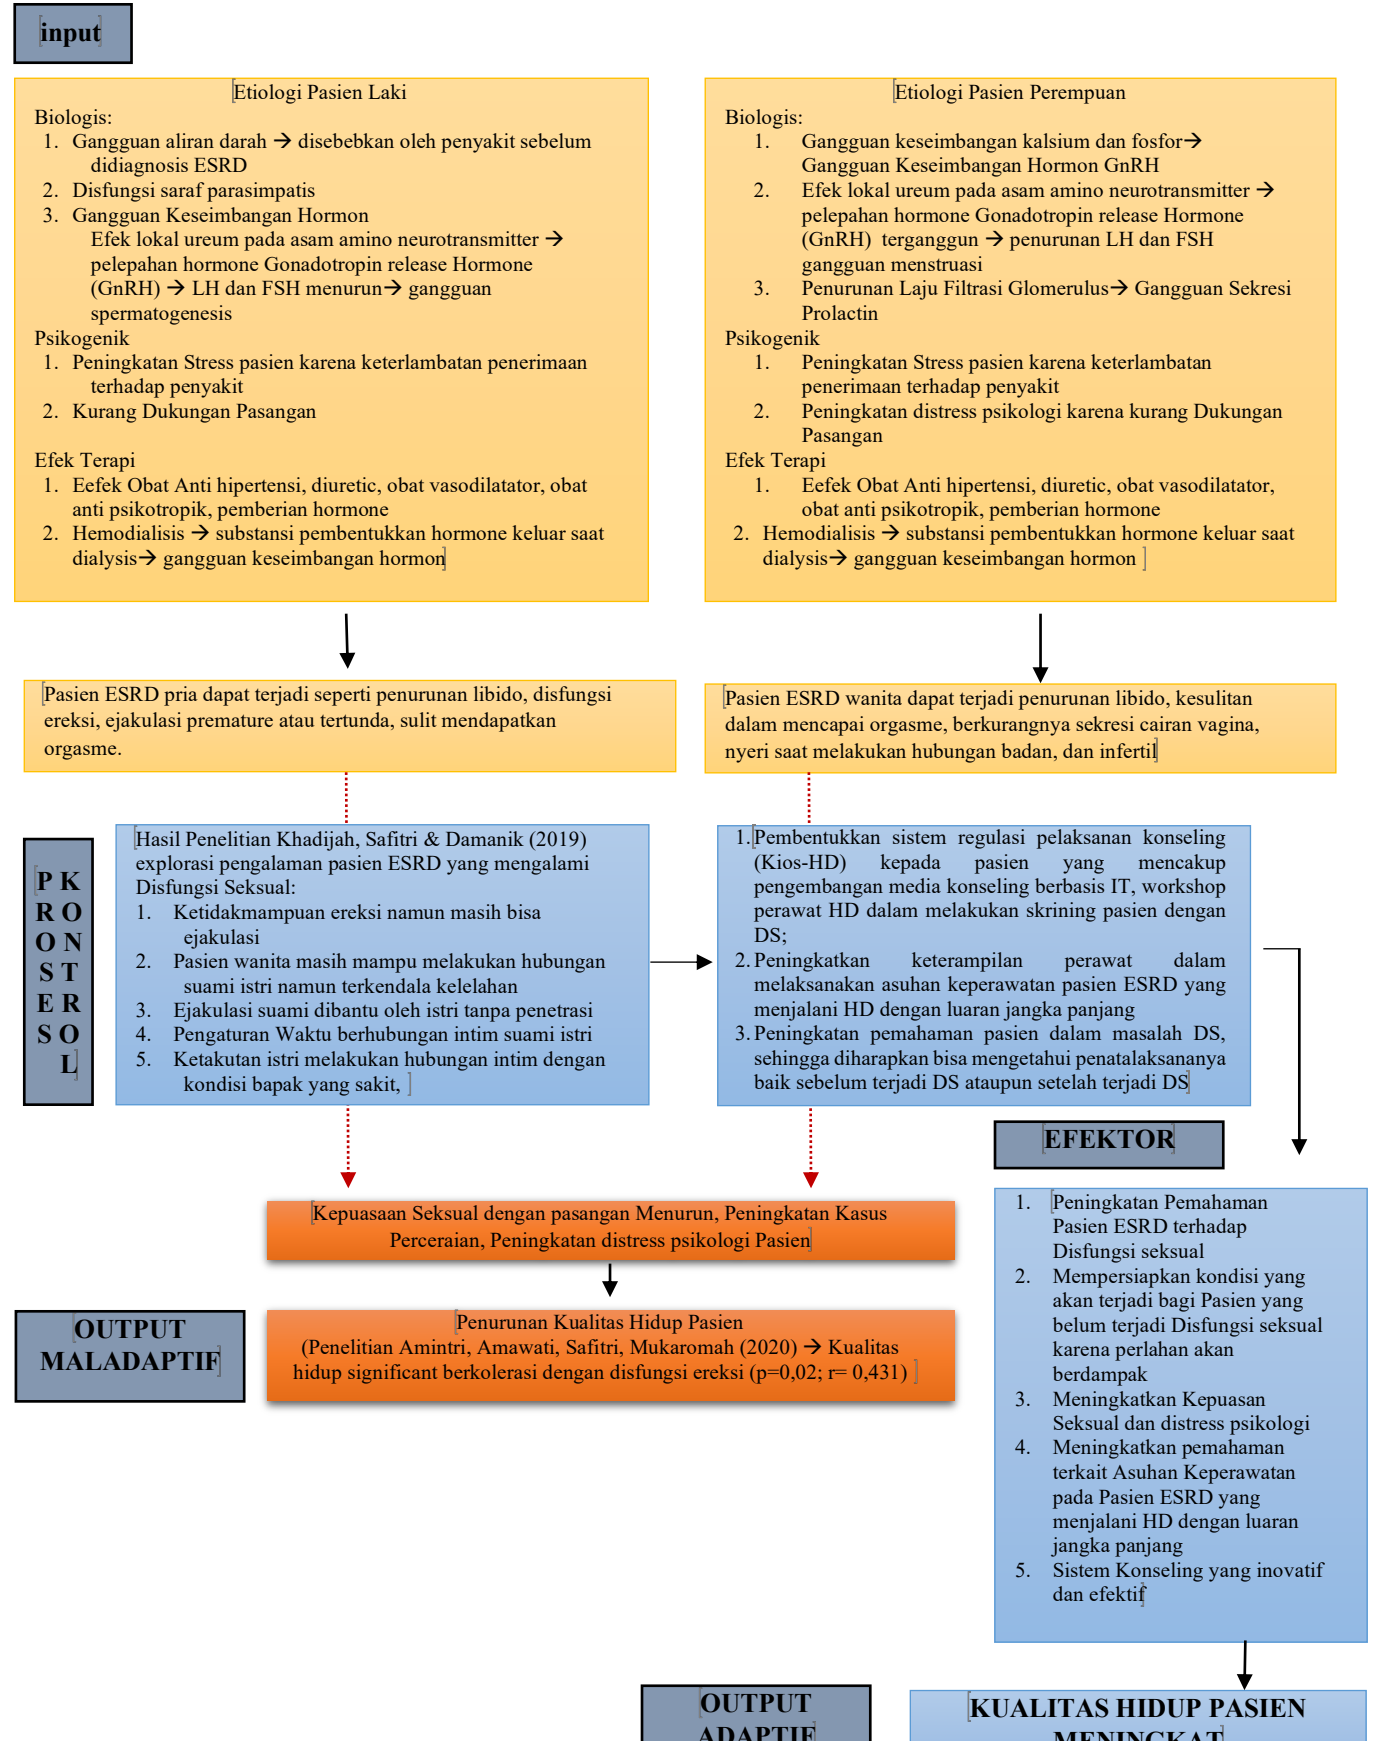 input
Etiologi Pasien Laki
Biologis:
1. Gangguan aliran darah → disebebkan oleh penyakit sebelum
didiagnosis ESRD
2. Disfungsi saraf parasimpatis
3. Gangguan Keseimbangan Hormon
Efek lokal ureum pada asam amino neurotransmitter →
pelepahan hormone Gonadotropin release Hormone
(GnRH) → LH dan FSH menurun→ gangguan
spermatogenesis
Psikogenik
1. Peningkatan Stress pasien karena keterlambatan penerimaan
terhadap penyakit
2. Kurang Dukungan Pasangan
Efek Terapi
1. Eefek Obat Anti hipertensi, diuretic, obat vasodilatator, obat
anti psikotropik, pemberian hormone
2. Hemodialisis → substansi pembentukkan hormone keluar saat
dialysis→ gangguan keseimbangan hormon
Etiologi Pasien Perempuan
Biologis:
1. Gangguan keseimbangan kalsium dan fosfor→
Gangguan Keseimbangan Hormon GnRH
2. Efek lokal ureum pada asam amino neurotransmitter →
pelepahan hormone Gonadotropin release Hormone
(GnRH) terganggun → penurunan LH dan FSH
gangguan menstruasi
3. Penurunan Laju Filtrasi Glomerulus→ Gangguan Sekresi
Prolactin
Psikogenik
1. Peningkatan Stress pasien karena keterlambatan
penerimaan terhadap penyakit
2. Peningkatan distress psikologi karena kurang Dukungan
Pasangan
Efek Terapi
1. Eefek Obat Anti hipertensi, diuretic, obat vasodilatator,
obat anti psikotropik, pemberian hormone
2. Hemodialisis → substansi pembentukkan hormone keluar saat
dialysis→ gangguan keseimbangan hormon
Pasien ESRD pria dapat terjadi seperti penurunan libido, disfungsi
ereksi, ejakulasi premature atau tertunda, sulit mendapatkan
orgasme.
Pasien ESRD wanita dapat terjadi penurunan libido, kesulitan
dalam mencapai orgasme, berkurangnya sekresi cairan vagina,
nyeri saat melakukan hubungan badan, dan infertil
P K
R O
O N
S T
E R
S O
L
Hasil Penelitian Khadijah, Safitri & Damanik (2019)
explorasi pengalaman pasien ESRD yang mengalami
Disfungsi Seksual:
1. Ketidakmampuan ereksi namun masih bisa
ejakulasi
2. Pasien wanita masih mampu melakukan hubungan
suami istri namun terkendala kelelahan
3. Ejakulasi suami dibantu oleh istri tanpa penetrasi
4. Pengaturan Waktu berhubungan intim suami istri
5. Ketakutan istri melakukan hubungan intim dengan
kondisi bapak yang sakit,
1. Pembentukkan sistem regulasi pelaksanan konseling
(Kios-HD) kepada pasien yang mencakup
pengembangan media konseling berbasis IT, workshop
perawat HD dalam melakukan skrining pasien dengan
DS;
2. Peningkatkan keterampilan perawat dalam
melaksanakan asuhan keperawatan pasien ESRD yang
menjalani HD dengan luaran jangka panjang
3. Peningkatan pemahaman pasien dalam masalah DS,
sehingga diharapkan bisa mengetahui penatalaksananya
baik sebelum terjadi DS ataupun setelah terjadi DS
EFEKTOR
1. Peningkatan Pemahaman
Pasien ESRD terhadap
Disfungsi seksual
2. Mempersiapkan kondisi yang
akan terjadi bagi Pasien yang
belum terjadi Disfungsi seksual
karena perlahan akan
berdampak
3. Meningkatkan Kepuasan
Seksual dan distress psikologi
4. Meningkatkan pemahaman
terkait Asuhan Keperawatan
pada Pasien ESRD yang
menjalani HD dengan luaran
jangka panjang
5. Sistem Konseling yang inovatif
dan efektif
Kepuasaan Seksual dengan pasangan Menurun, Peningkatan Kasus
Perceraian, Peningkatan distress psikologi Pasien
OUTPUT
MALADAPTIF
Penurunan Kualitas Hidup Pasien
(Penelitian Amintri, Amawati, Safitri, Mukaromah (2020) → Kualitas
hidup significant berkolerasi dengan disfungsi ereksi (p=0,02; r= 0,431)
OUTPUT
ADAPTIF
KUALITAS HIDUP PASIEN
MENINGKAT